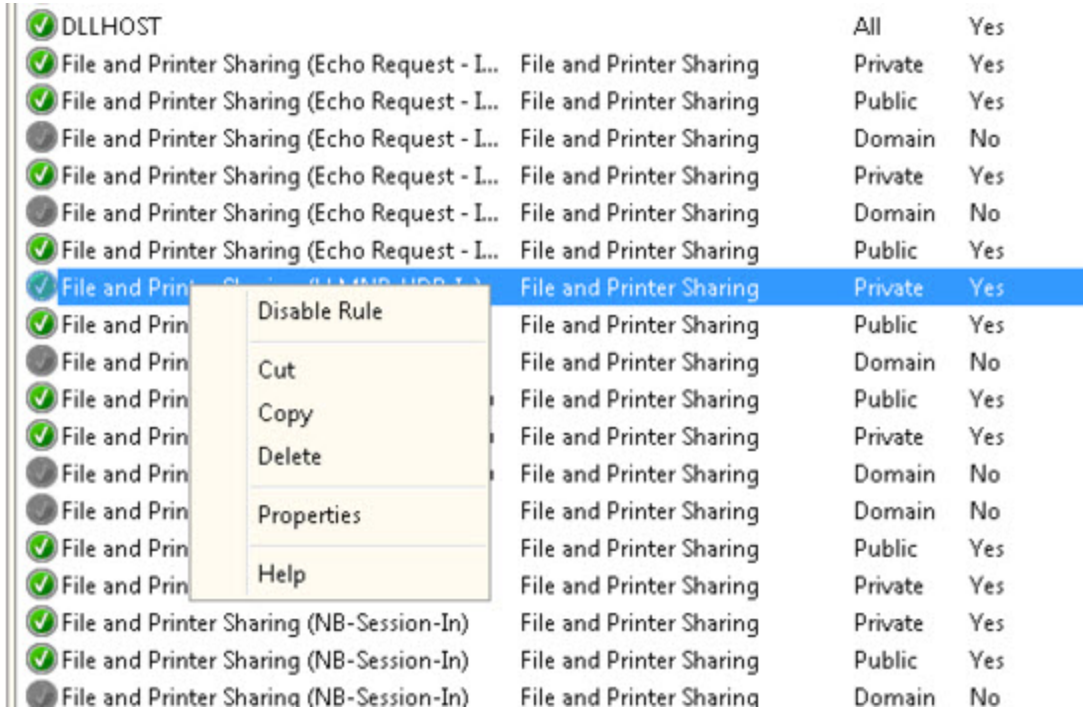 DLLHOST All Yes
File and Printer Sharing (Echo Request - I... File and Printer Sharing Private Yes
File and Printer Sharing (Echo Request - I... File and Printer Sharing Public Yes
File and Printer Sharing (Echo Request - I... File and Printer Sharing Domain No
File and Printer Sharing (Echo Request - I... File and Printer Sharing Private Yes
File and Printer Sharing (Echo Request - I... File and Printer Sharing Domain No
File and Printer Sharing (Echo Request - I... File and Printer Sharing Public Yes
File and Printer Sharing File and Printer Sharing Private Yes
File and Prin File and Printer Sharing Public Yes
File and Prin File and Printer Sharing Domain No
File and Prin File and Printer Sharing Public Yes
File and Prin File and Printer Sharing Private Yes
File and Prin File and Printer Sharing Domain No
File and Prin File and Printer Sharing Domain No
File and Prin File and Printer Sharing Public Yes
File and Prin File and Printer Sharing Private Yes
File and Printer Sharing (NB-Session-In) File and Printer Sharing Private Yes
File and Printer Sharing (NB-Session-In) File and Printer Sharing Public Yes
File and Printer Sharing (NB-Session-In) File and Printer Sharing Domain No
Disable Rule
Cut
Copy
Delete
Properties
Help